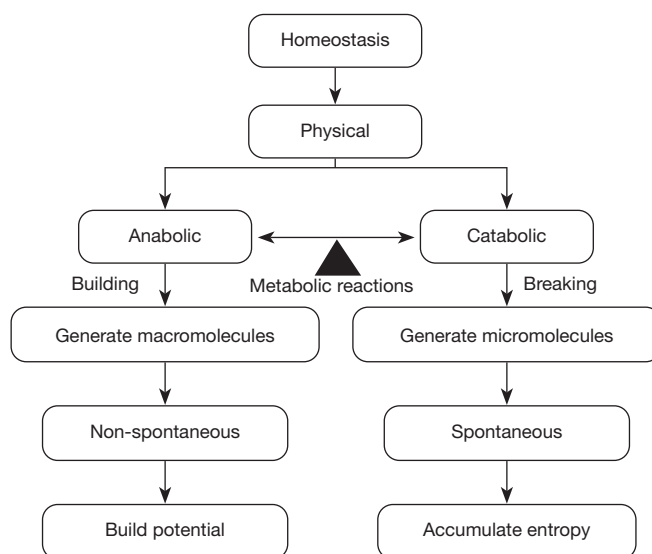 Homeostasis
Physical
Anabolic
Catabolic
Metabolic reactions
Building
Breaking
Generate macromolecules
Generate micromolecules
Non-spontaneous
Spontaneous
Build potential
Accumulate entropy